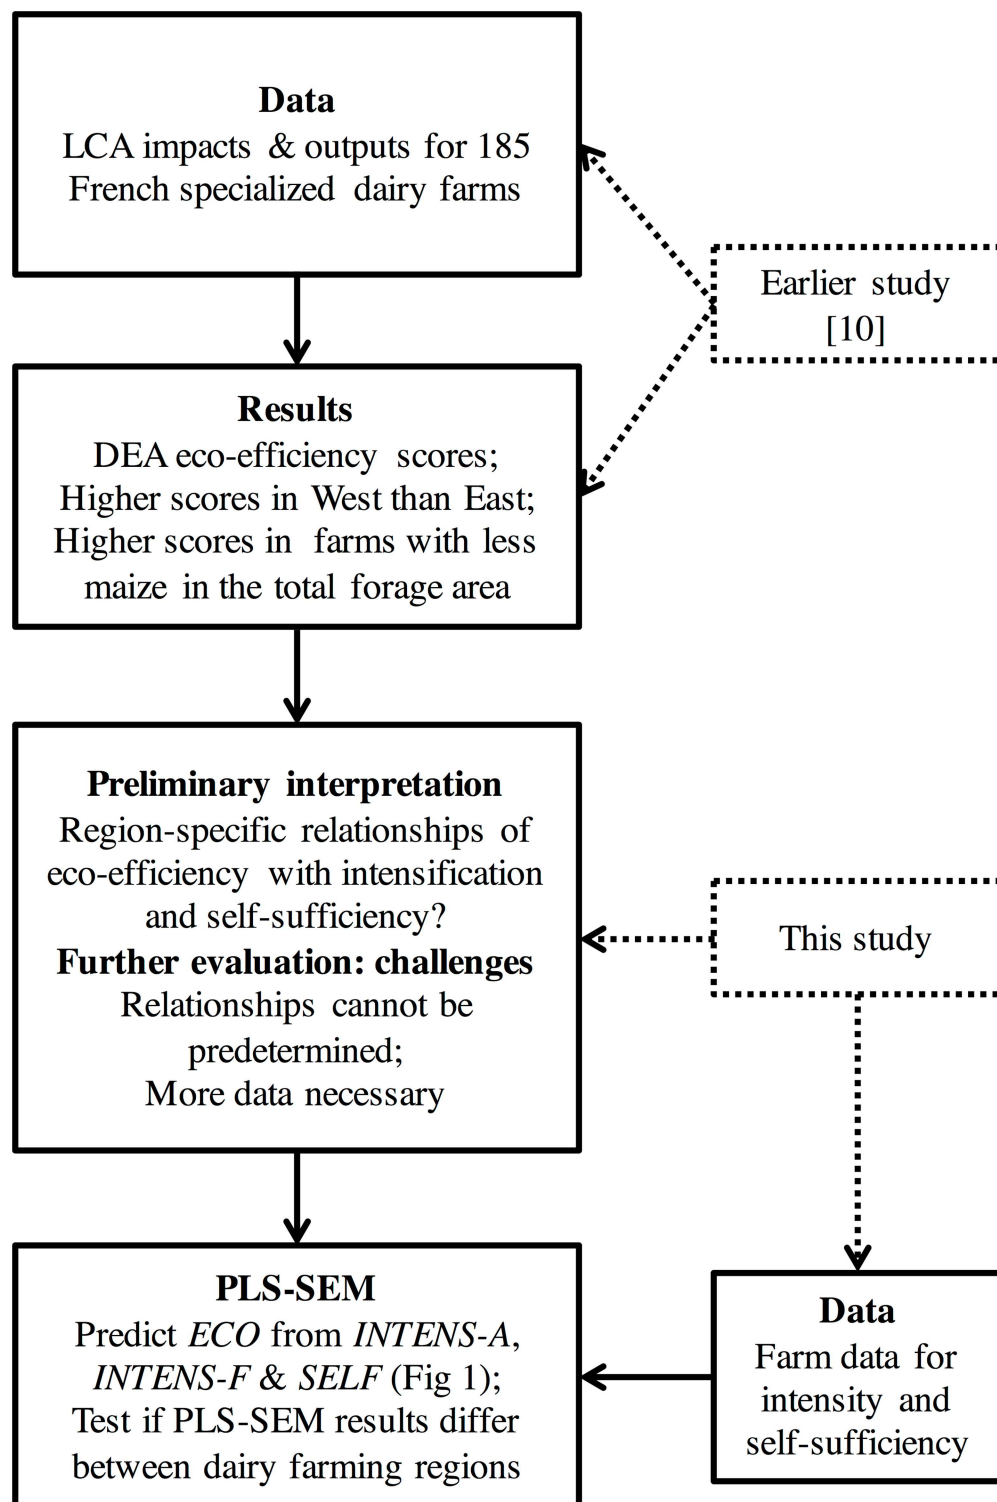 Data
LCA impacts & outputs for 185
French specialized dairy farms
Earlier study
[10]
Results
DEA eco-efficiency scores;
Higher scores in West than East;
Higher scores in farms with less
maize in the total forage area
Preliminary interpretation
Region-specific relationships of
eco-efficiency with intensification
and self-sufficiency?
Further evaluation: challenges
Relationships cannot be
predetermined;
More data necessary
This study
PLS-SEM
Predict ECO from INTENS-A,
INTENS-F & SELF (Fig 1);
Test if PLS-SEM results differ
between dairy farming regions
Data
Farm data for
intensity and
self-sufficiency